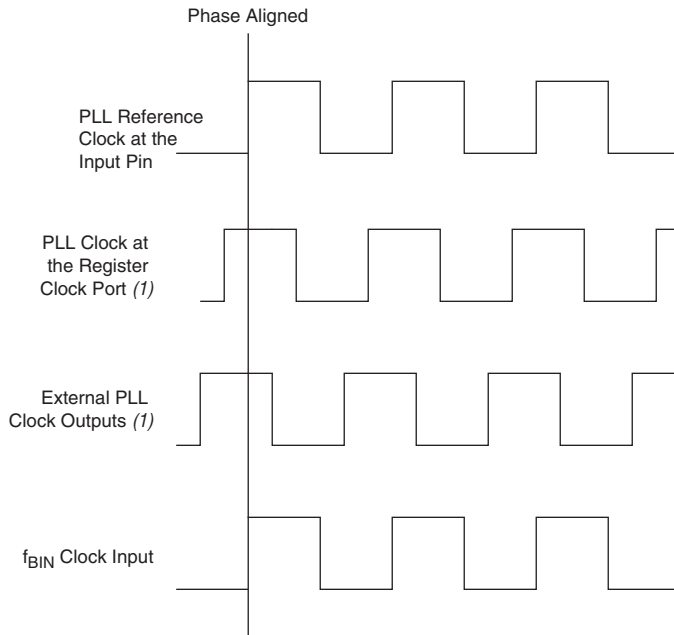 Phase Aligned
PLL Reference
Clock at the
Input Pin
PLL Clock at
the Register
Clock Port (1)
External PLL
Clock Outputs (1)
fBIN Clock Input